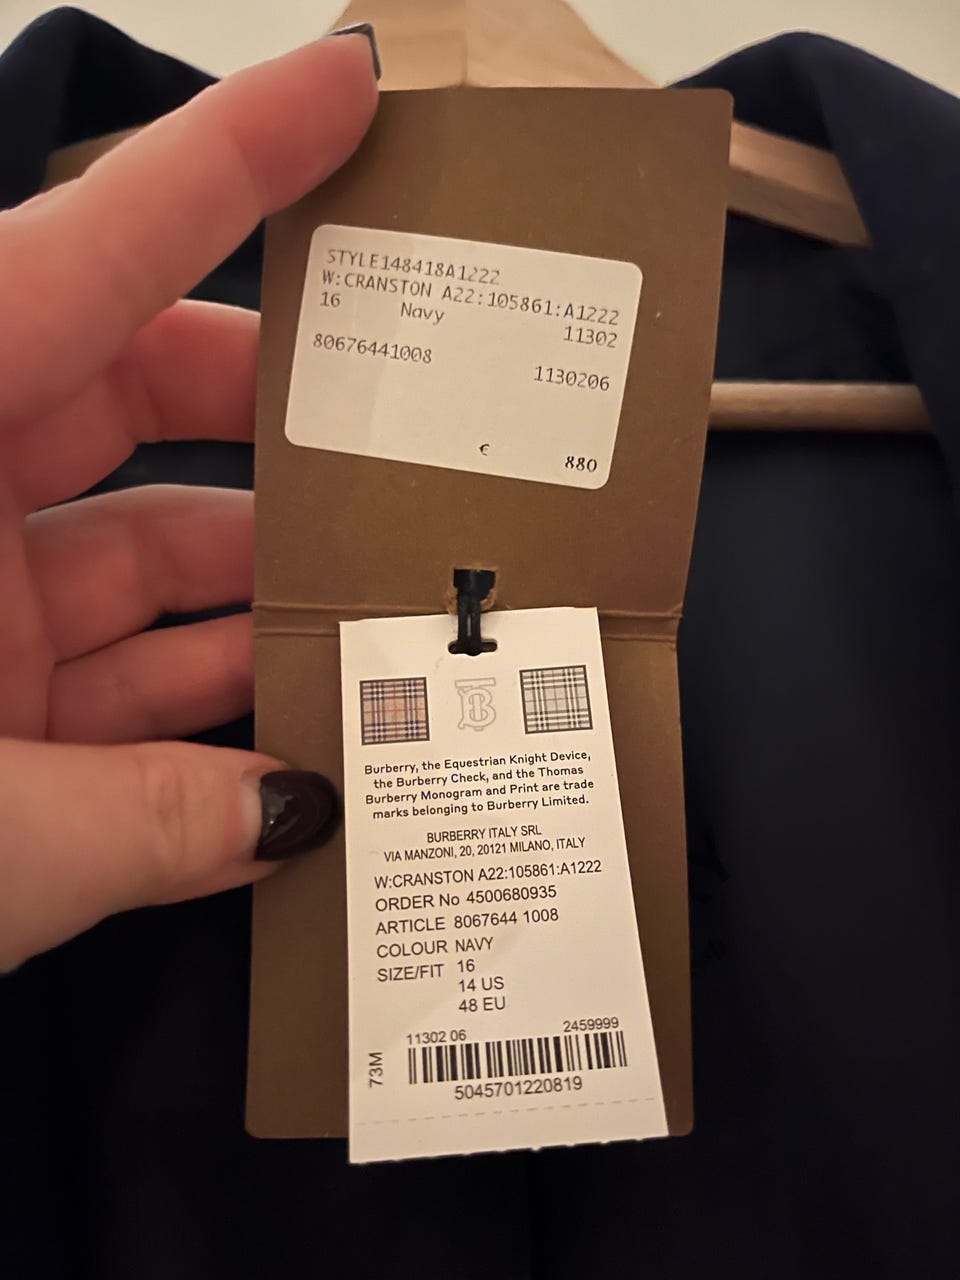 STYLE148418A1222
W:CRANSTON A22:105861:A1222
16 Navy 11302
80676441008
1130206
€ 880
B
Burberry, the Equestrian Knight Device,
the Burberry Check, and the Thomas
Burberry Monogram and Print are trade
marks belonging to Burberry Limited.
BURBERRY ITALY SRL
VIA MANZONI, 20, 20121 MILANO, ITALY
W:CRANSTON A22:105861:A1222
ORDER No 4500680935
ARTICLE 8067644 1008
COLOUR NAVY
SIZE/FIT 16
14 US
48 EU
11302 06 2459999
73M
5045701220819